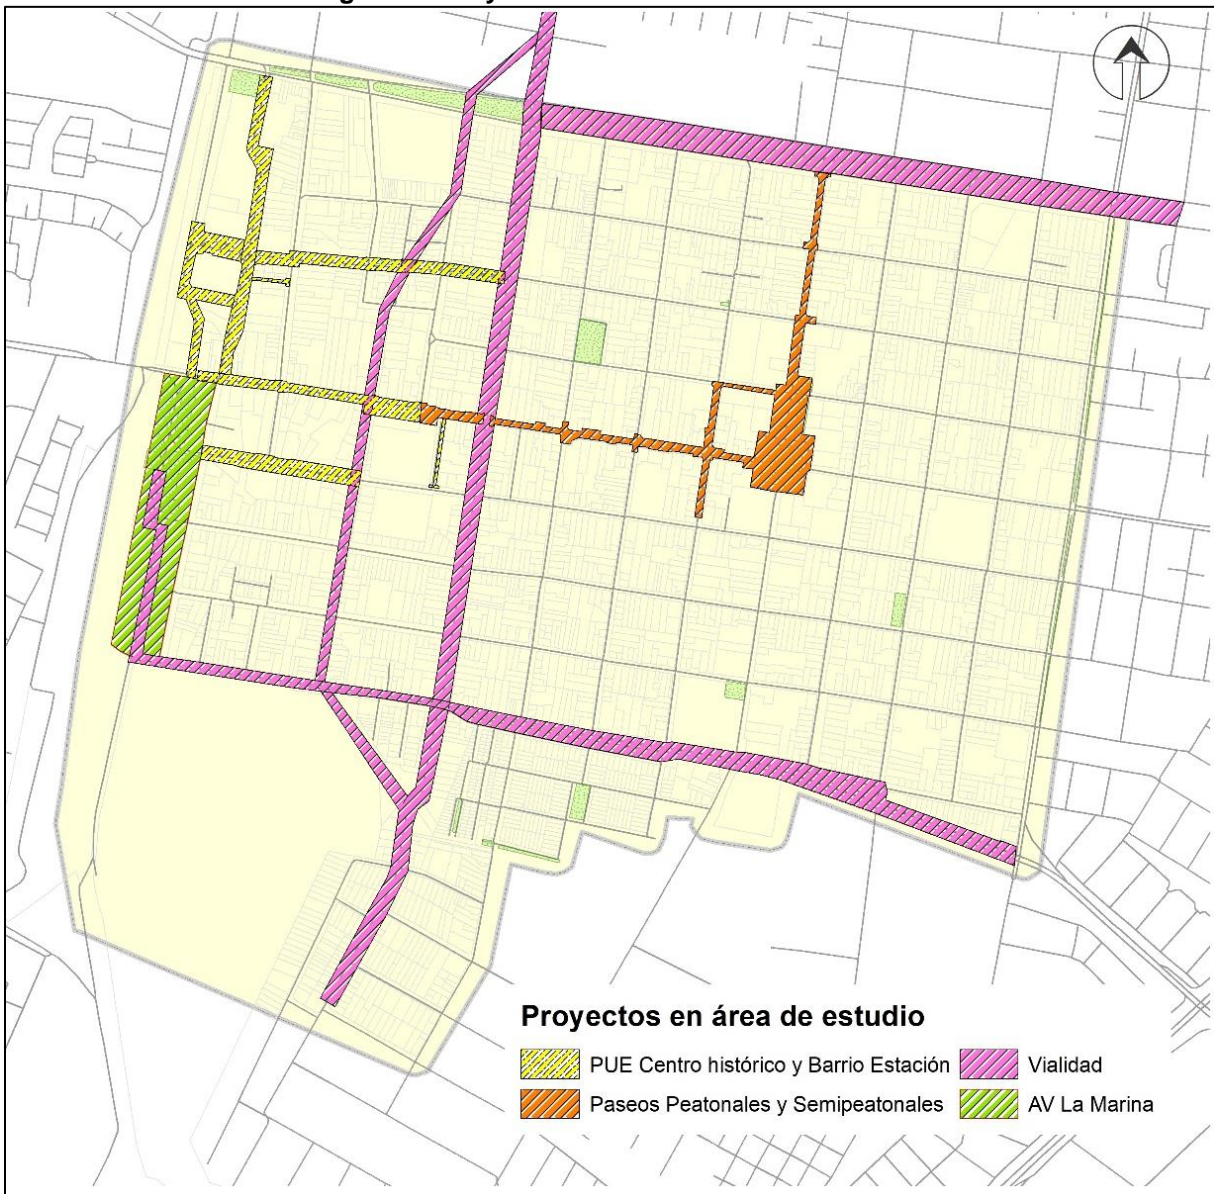 Proyectos en área de estudio
PUE Centro histórico y Barrio Estación
Vialidad
Paseos Peatonales y Semipeatonales
AV La Marina